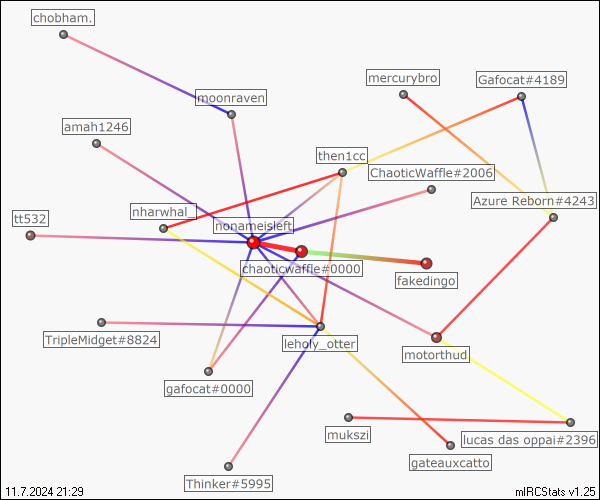 chobham.
mercurybro
Gafocat#4189
moonraven
amah1246
then1cc
ChaoticWaffle#2006
Azure Reborn#4243
tt532
nharwhal_
nonameisleft
chaoticwaffle#0000
fakedingo
TripleMidget#8824
leholy_otter
motorthud
gafocat#0000
mukszi
lucas das oppai#2396
gateauxcatto
Thinker#5995
11.7.2024 21:29
mIRCStats v1.25